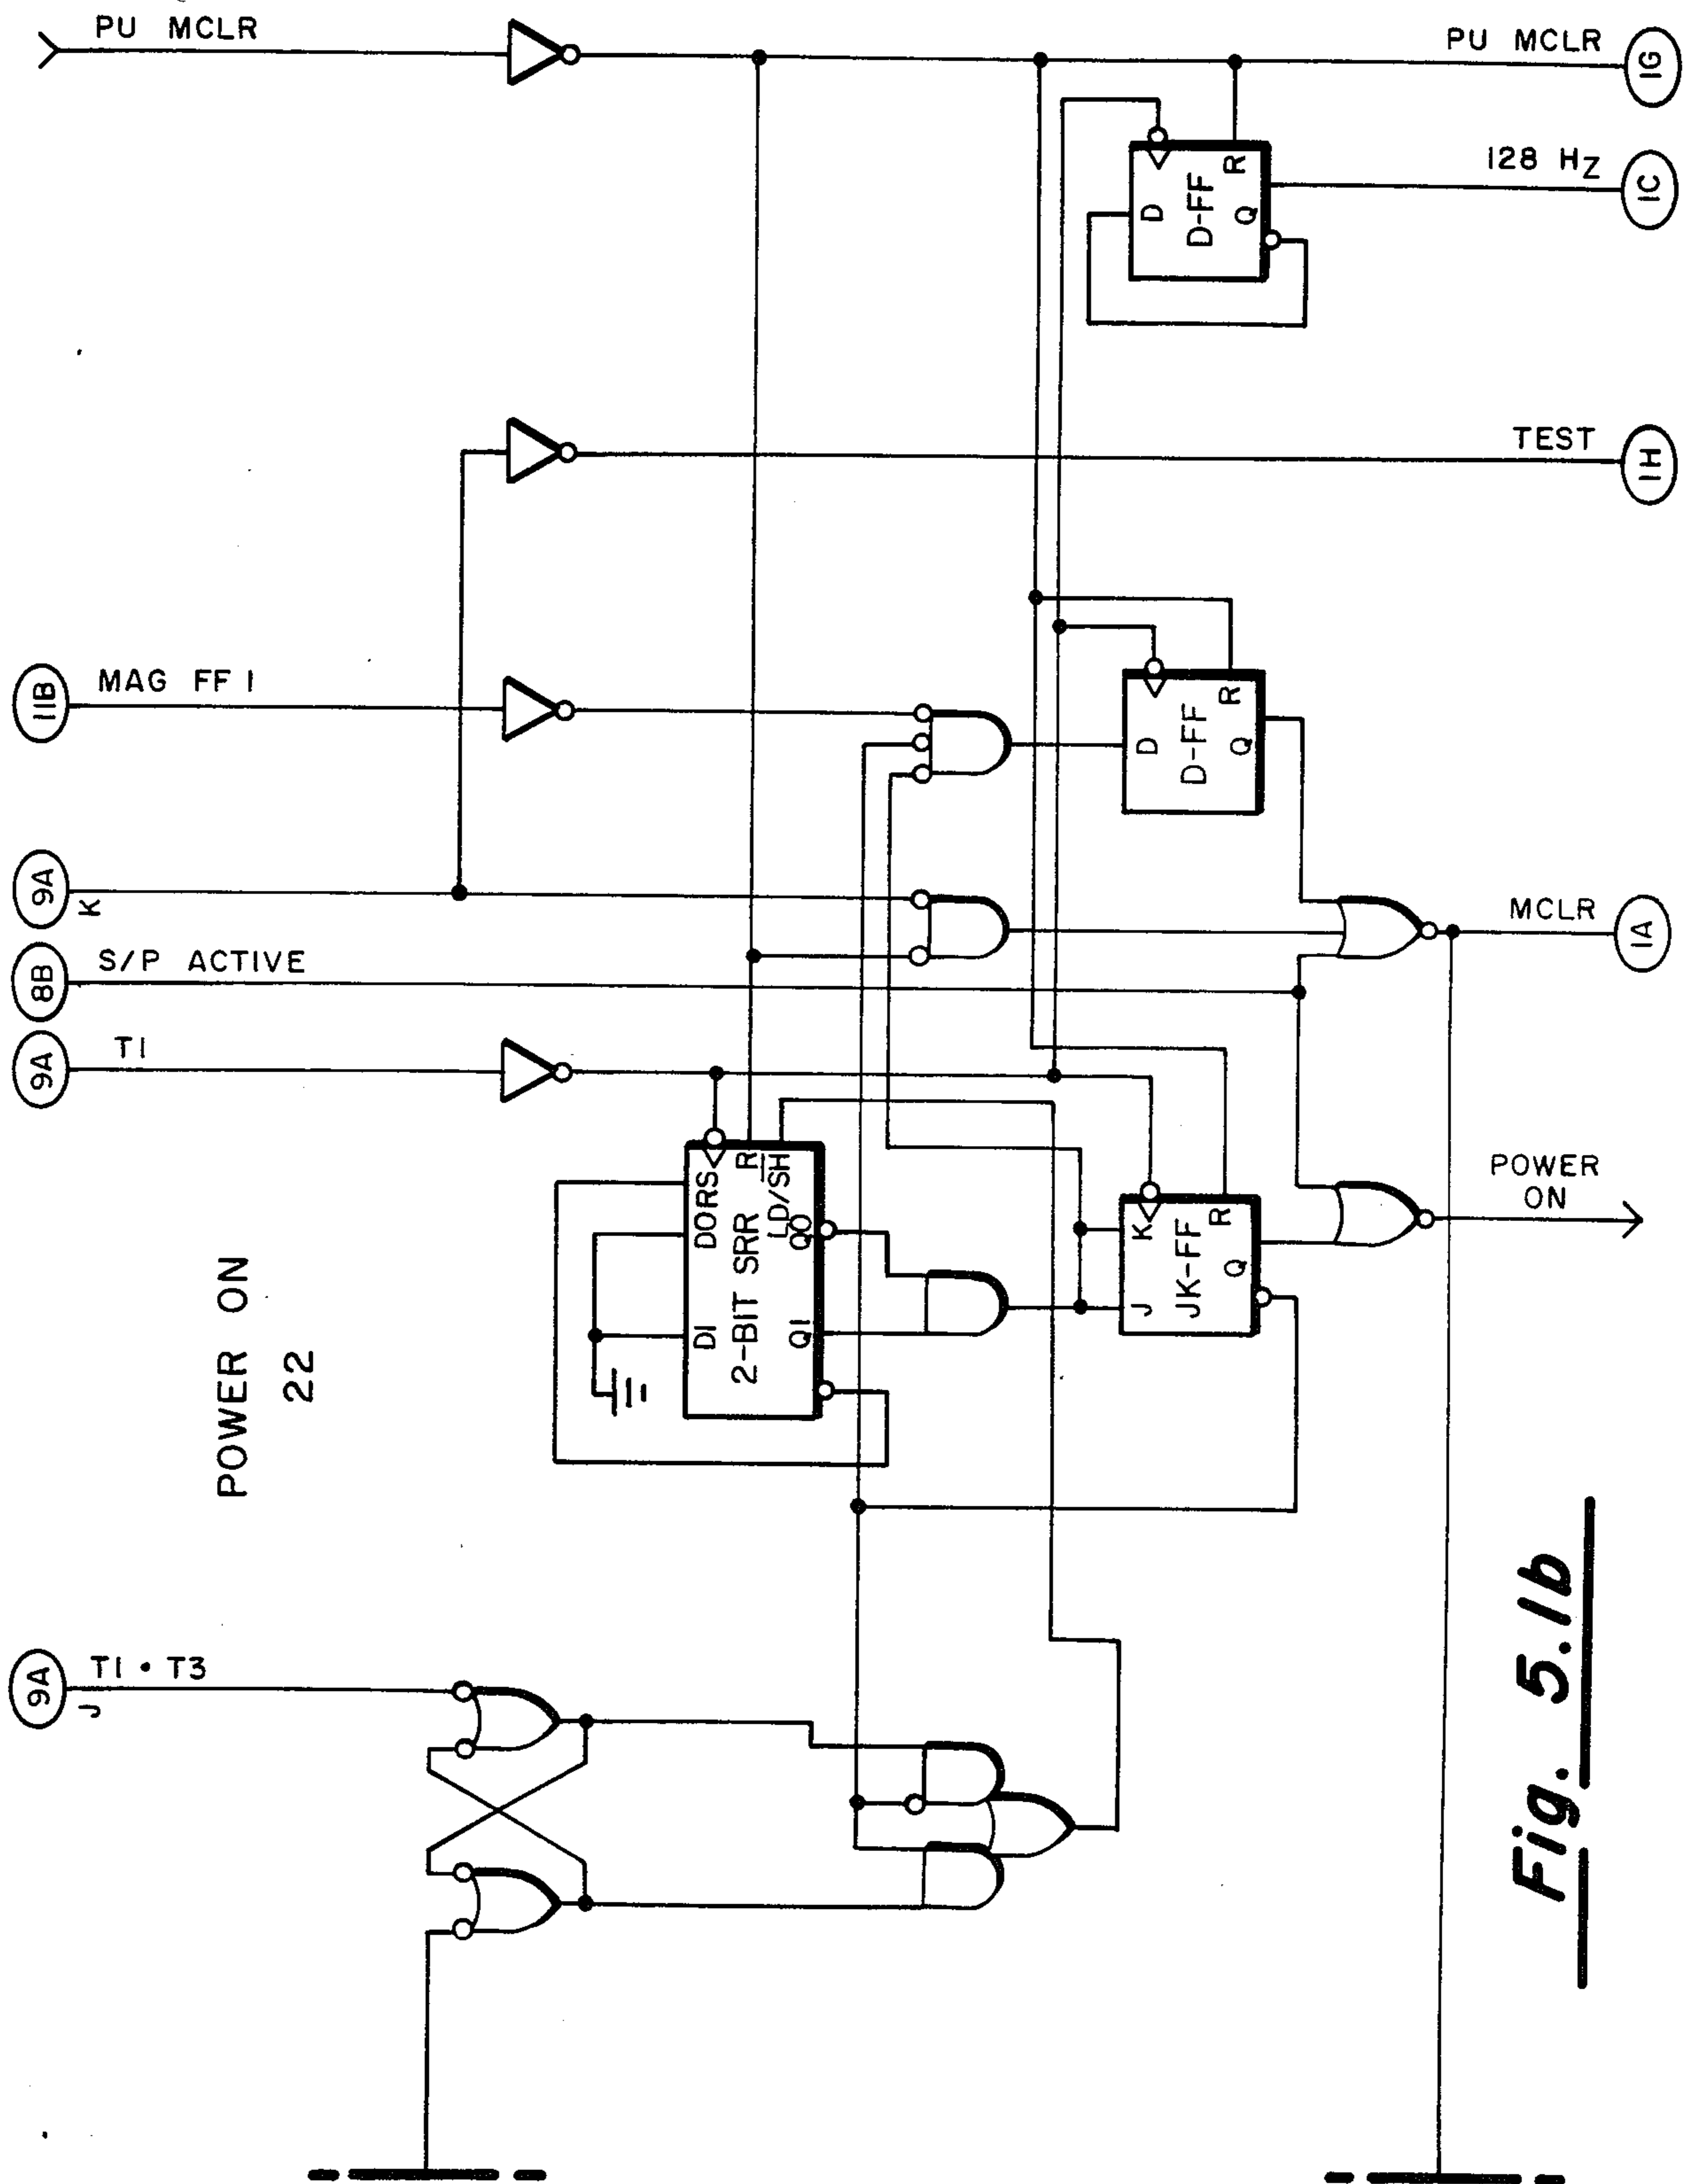 PU MCLR
PU MCLR
1G
128 HZ
1C
D
D-FF
R
Q
TEST
1H
11B
MAG FF 1
D
D-FF
R
Q
9A
K
8B
S/P ACTIVE
MCLR
1A
9A
T1
POWER ON
22
D0RS
R
LD/SH
D1
2-BIT SRR
Q0
Q1
K
R
J
JK-FF
Q
POWER
ON
9A
J
T1 • T3
Fig. 5.1b